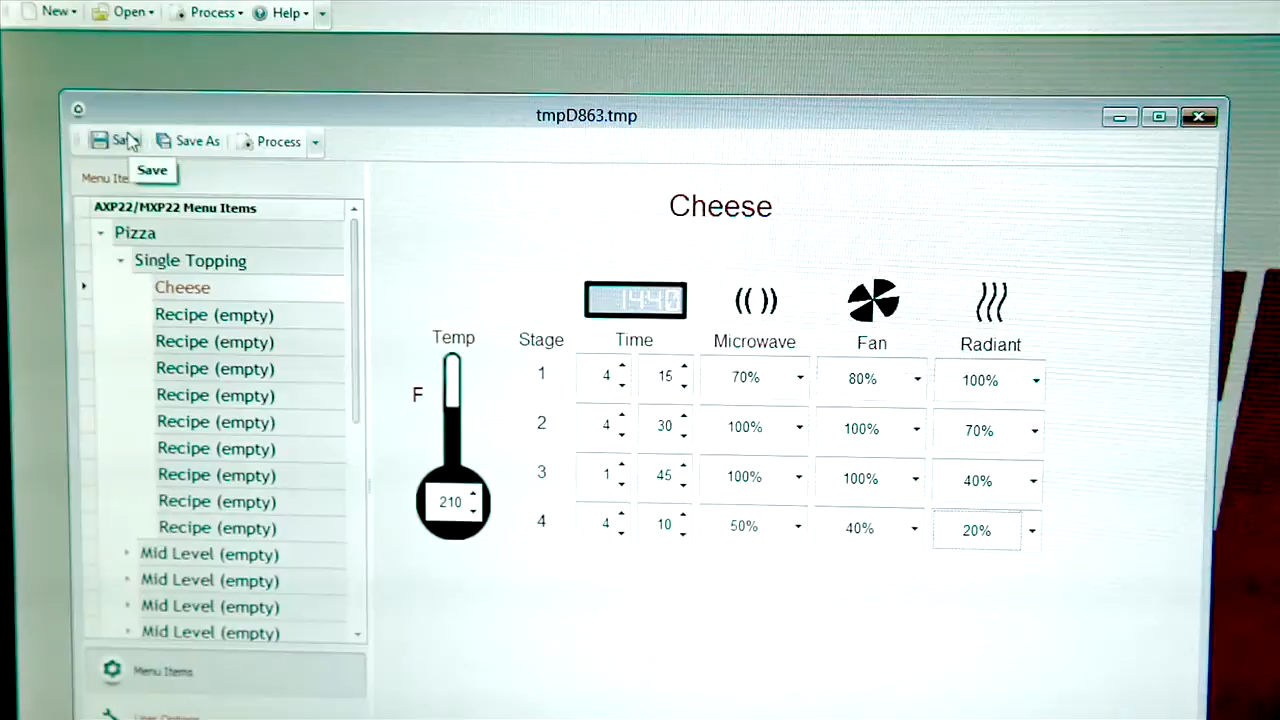 New Open Process Help
tmpD863.tmp
Save As Process
Save
AXP22/MXP22 Menu Items
Pizza
Single Topping
Cheese
Recipe (empty)
Recipe (empty)
Recipe (empty)
Recipe (empty)
Recipe (empty)
Recipe (empty)
Recipe (empty)
Recipe (empty)
Recipe (empty)
Mid Level (empty)
Mid Level (empty)
Mid Level (empty)
Mid Level (empty)
Menu Items
Cheese
1440
Temp Stage Time Microwave Fan Radiant
F
210
1 4 15 70% 80% 100%
2 4 30 100% 100% 70%
3 1 45 100% 100% 40%
4 4 10 50% 40% 20%